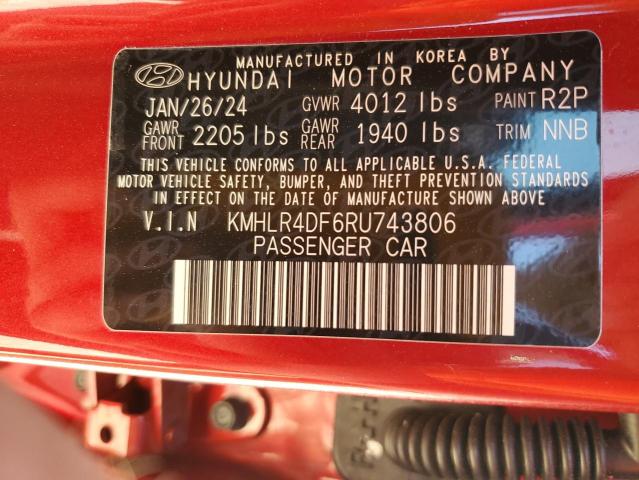 MANUFACTURED IN KOREA BY
HYUNDAI MOTOR COMPANY
JAN/26/24 GVWR 4012 lbs PAINT R2P
GAWR FRONT 2205 lbs GAWR REAR 1940 lbs TRIM NNB
THIS VEHICLE CONFORMS TO ALL APPLICABLE U.S.A. FEDERAL
MOTOR VEHICLE SAFETY, BUMPER, AND THEFT PREVENTION STANDARDS
IN EFFECT ON THE DATE OF MANUFACTURE SHOWN ABOVE
V.I.N KMHLR4DF6RU743806
PASSENGER CAR